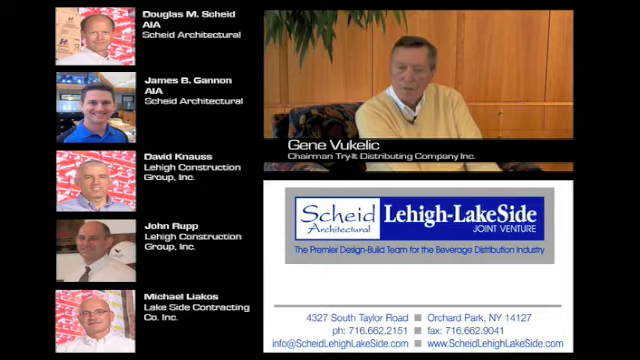 Douglas M. Scheid
AIA
Scheid Architectural
James B. Gannon
AIA
Scheid Architectural
David Knauss
Lehigh Construction
Group, Inc.
John Rupp
Lehigh Construction
Group, Inc.
Michael Liakos
Lake Side Contracting
Co. Inc.
Gene Vukelic
Chairman Try-It Distributing Company Inc.
Scheid
Architectural
Lehigh-LakeSide
JOINT VENTURE
The Premier Design-Build Team for the Beverage Distribution Industry
4327 South Taylor Road ■ Orchard Park, NY 14127
ph: 716.662.2151 ■ fax: 716.662.9041
info@ScheidLehighLakeSide.com ■ www.ScheidLehighLakeSide.com